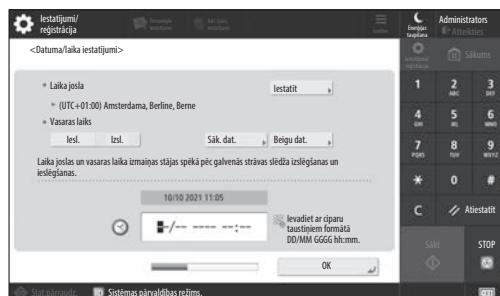 Iestatījumi/
reģistrācija
Enerģijas
taupīšana
Administrators
Atteikties
<Datuma/laika iestatījumi>
Sākums
Laika josla
Iestatīt
(UTC+01:00) Amsterdama, Berline, Berne
Vasaras laiks
Iesl.
Izsl.
Sāk. dat.
Beigu dat.
Laika joslas un vasaras laika izmaiņas stājas spēkā pēc galvenās strāvas slēdža izslēgšanas un
ieslēgšanas.
10/10 2021 11:05
-/-- ---- --:--
Ievadiet ar ciparu
taustiņiem formātā
DD/MM GGGG hh:mm.
OK
1
2
ABC
3
DEF
4
GHI
5
JKL
6
MNO
7
PQRS
8
TUV
9
WXYZ
*
0
#
C
Atiestatīt
Sākt
STOP
Stat.pārraudz.
Sistēmas pārvaldības režīms.